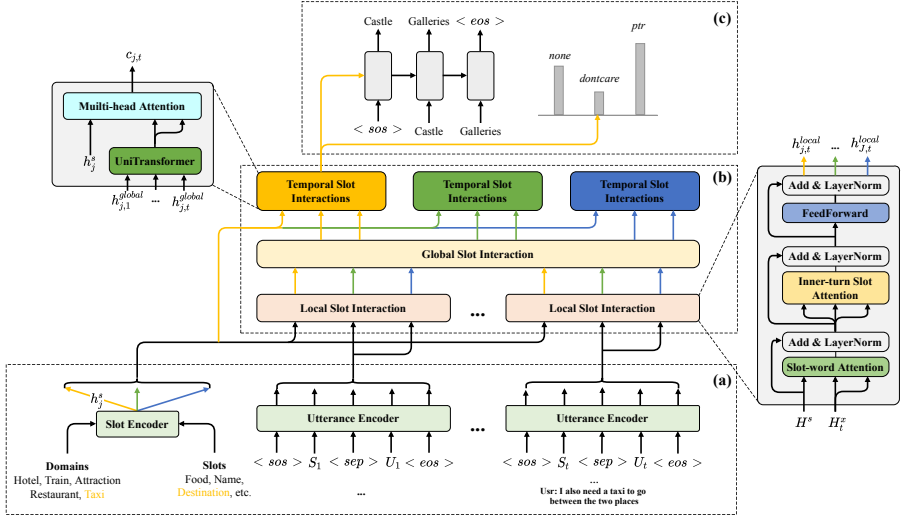 (c)
Castle Galleries < eos >
< sos > Castle Galleries
none
dontcare
ptr
c_{j,t}
Muilti-head Attention
h_j^s
UniTransformer
h_{j,1}^{global} ... h_{j,t}^{global}
(b)
Temporal Slot
Interactions
Temporal Slot
Interactions
Temporal Slot
Interactions
Global Slot Interaction
Local Slot Interaction
...
Local Slot Interaction
h_{j,t}^{local} ... h_{J,t}^{local}
Add & LayerNorm
FeedForward
Add & LayerNorm
Inner-turn Slot
Attention
Add & LayerNorm
Slot-word Attention
H^s H_t^x
(a)
h_j^s
Slot Encoder
Domains
Hotel, Train, Attraction
Restaurant, Taxi
Slots
Food, Name,
Destination, etc.
Utterance Encoder
< sos > S_1 < sep > U_1 < eos >
...
...
Utterance Encoder
< sos > S_t < sep > U_t < eos >
...
Usr: I also need a taxi to go
between the two places